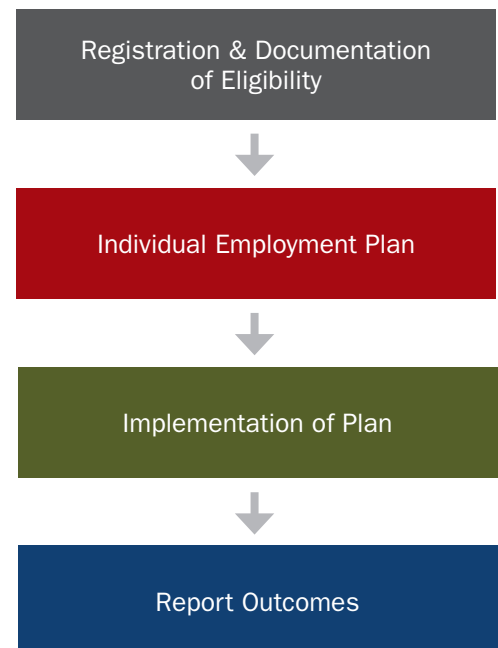 Registration & Documentation
of Eligibility
Individual Employment Plan
Implementation of Plan
Report Outcomes